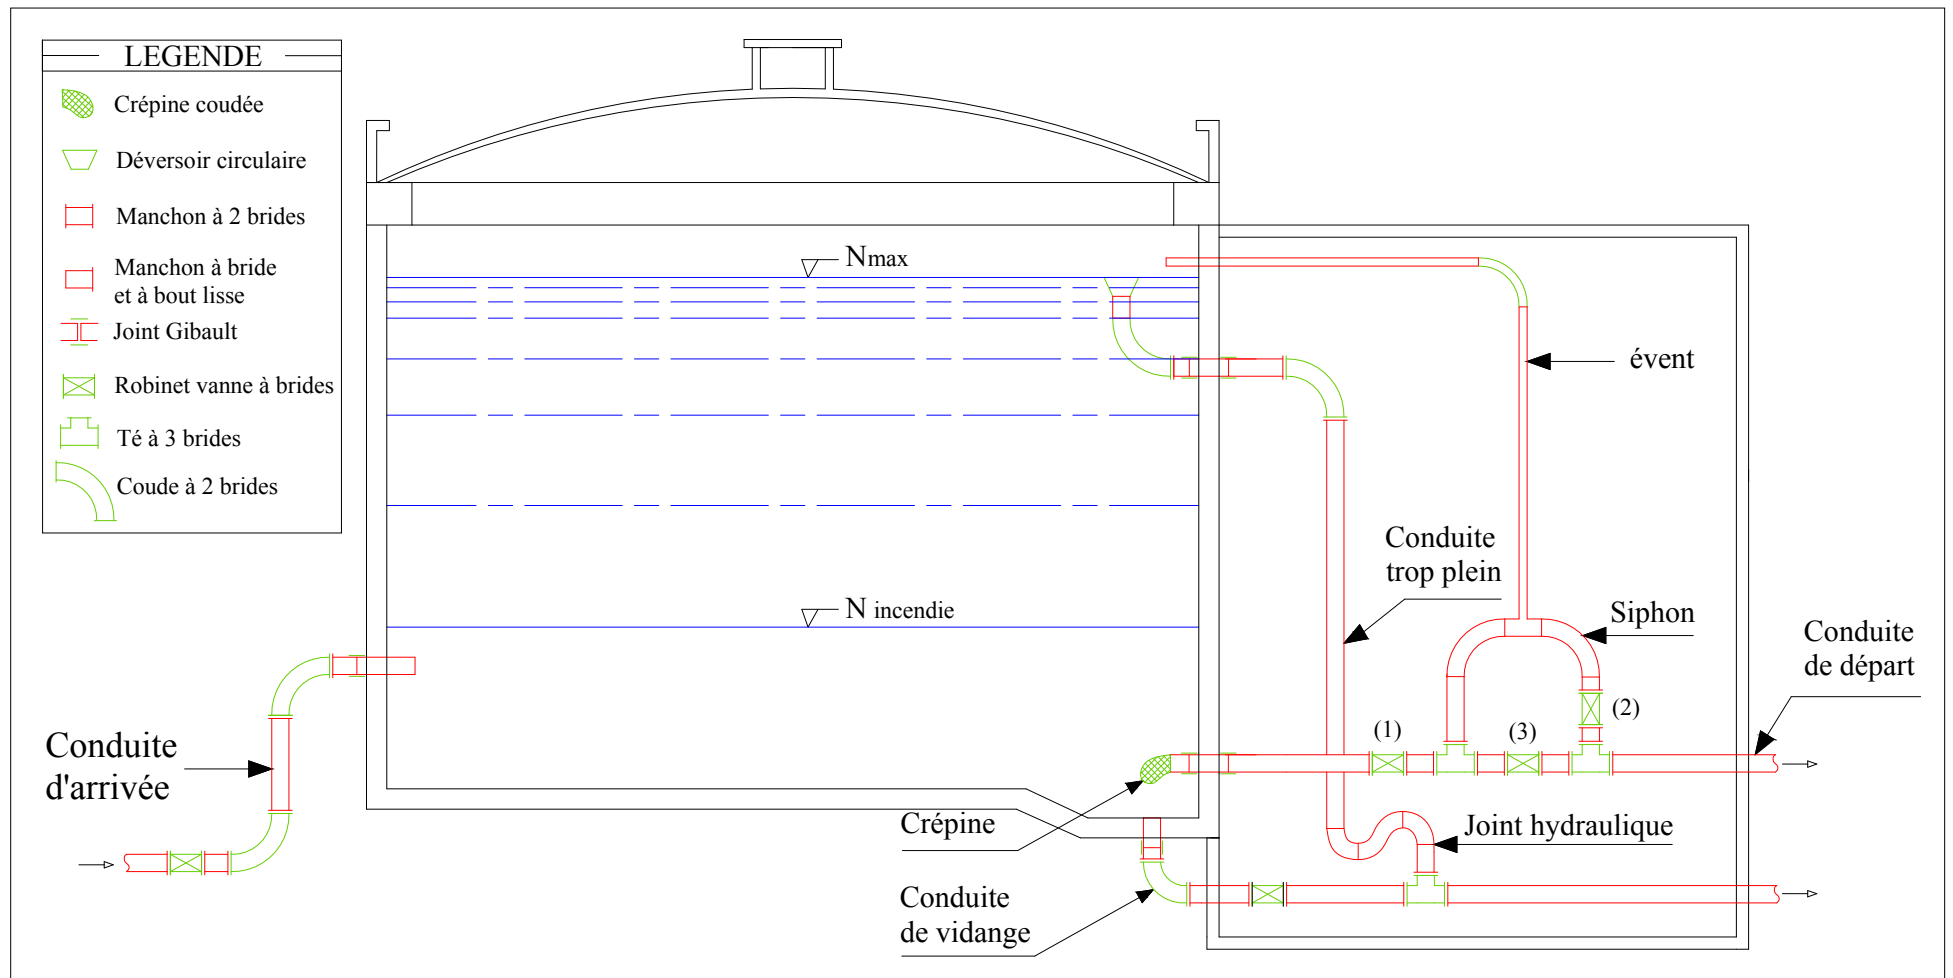 LEGENDE
Crépine coudée
Déversoir circulaire
Manchon à 2 brides
Manchon à bride
et à bout lisse
Joint Gibault
Robinet vanne à brides
Té à 3 brides
Coude à 2 brides
Nmax
évent
Conduite
trop plein
N incendie
Siphon
Conduite
de départ
(2)
(1)
(3)
Conduite
d'arrivée
Crépine
Joint hydraulique
Conduite
de vidange